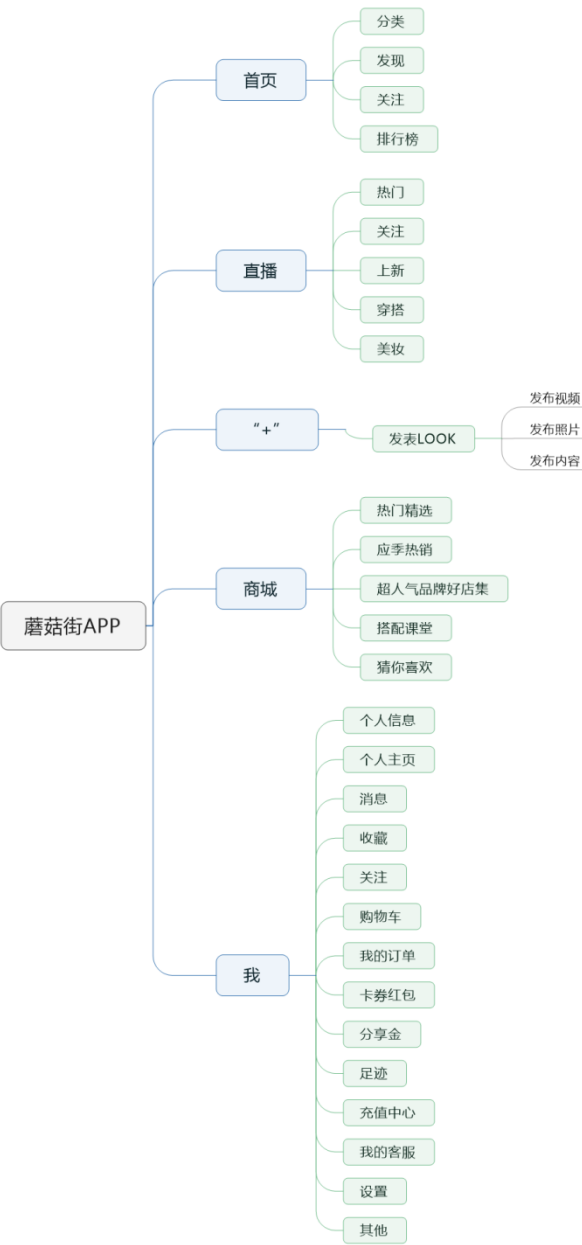 蘑菇街APP
首页
分类
发现
关注
排行榜
直播
热门
关注
上新
穿搭
美妆
“+”
发表LOOK
发布视频
发布照片
发布内容
商城
热门精选
应季热销
超人气品牌好店集
搭配课堂
猜你喜欢
我
个人信息
个人主页
消息
收藏
关注
购物车
我的订单
卡券红包
分享金
足迹
充值中心
我的客服
设置
其他